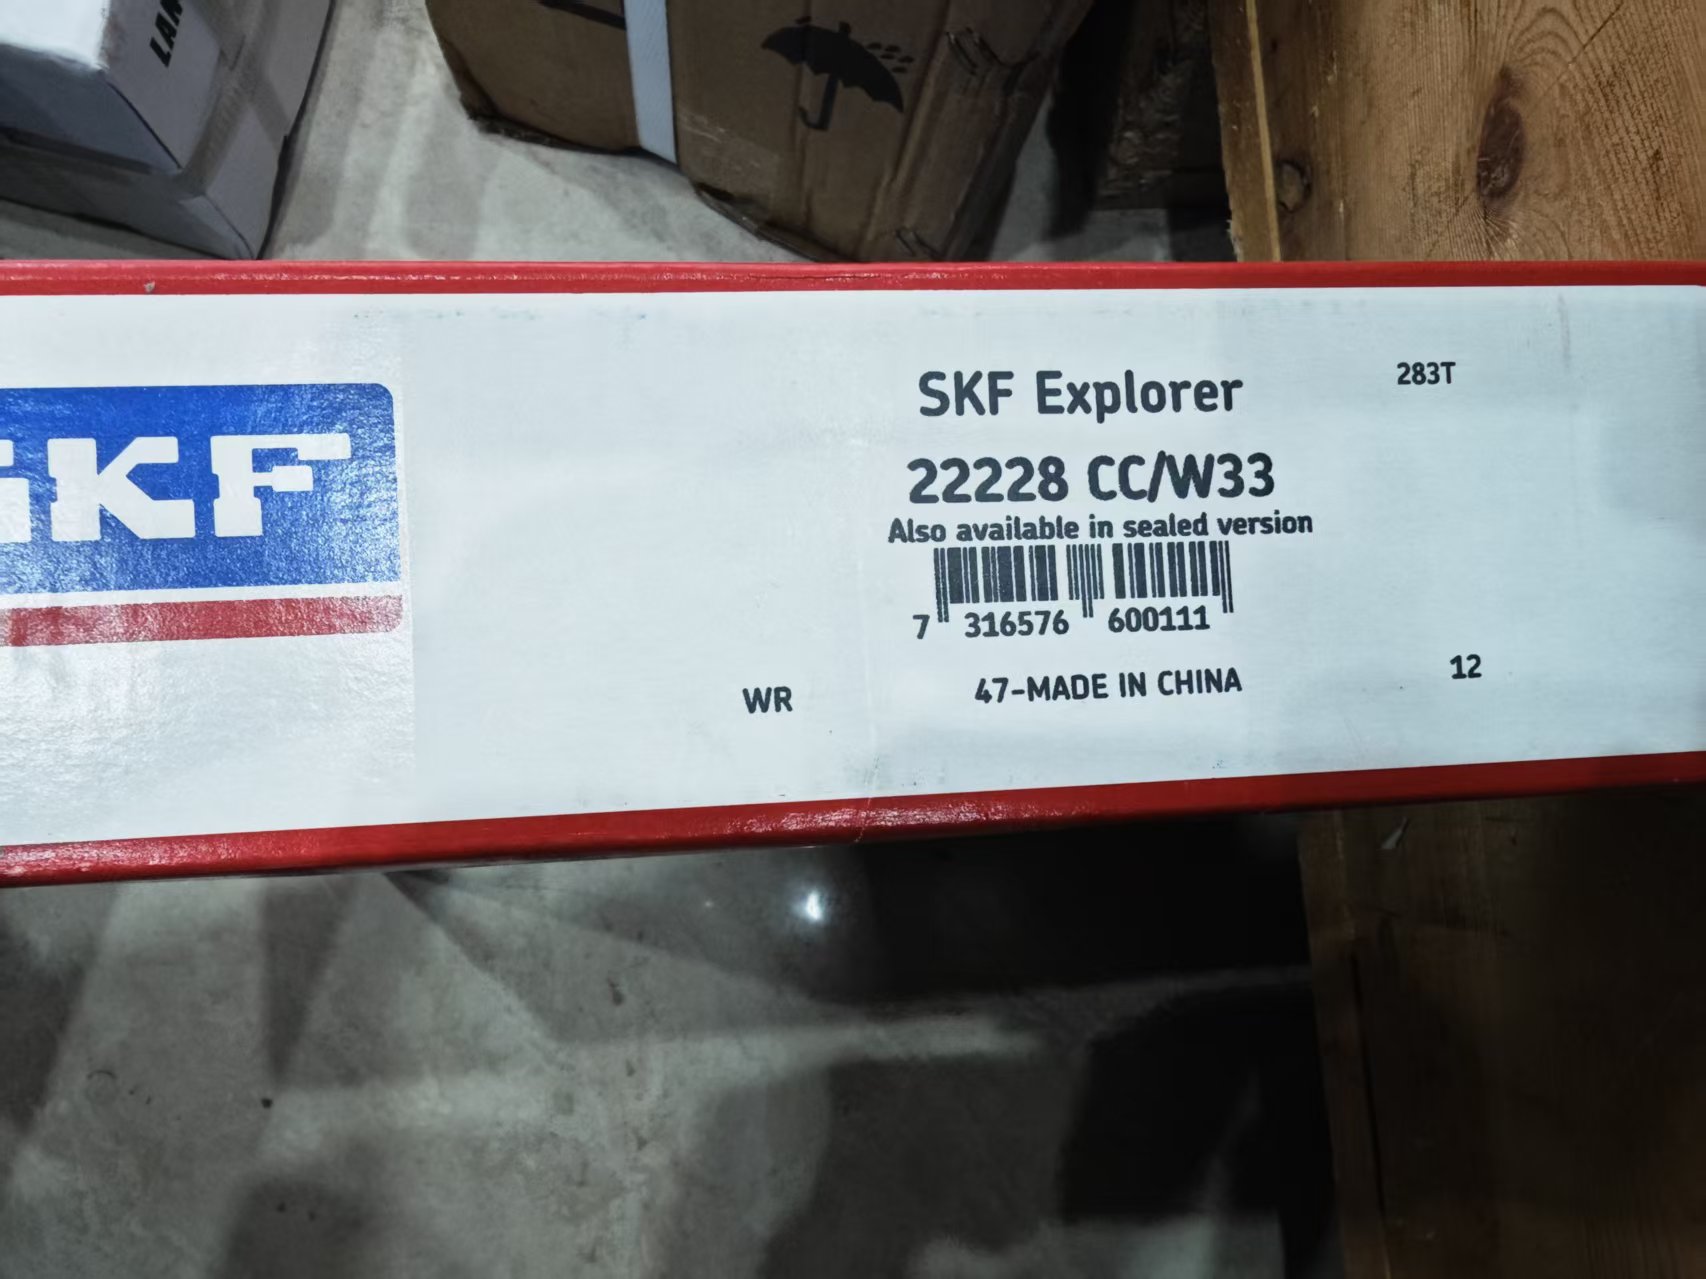 LAN
SKF
SKF Explorer
283T
22228 CC/W33
Also available in sealed version
7 316576 600111
WR
47-MADE IN CHINA
12